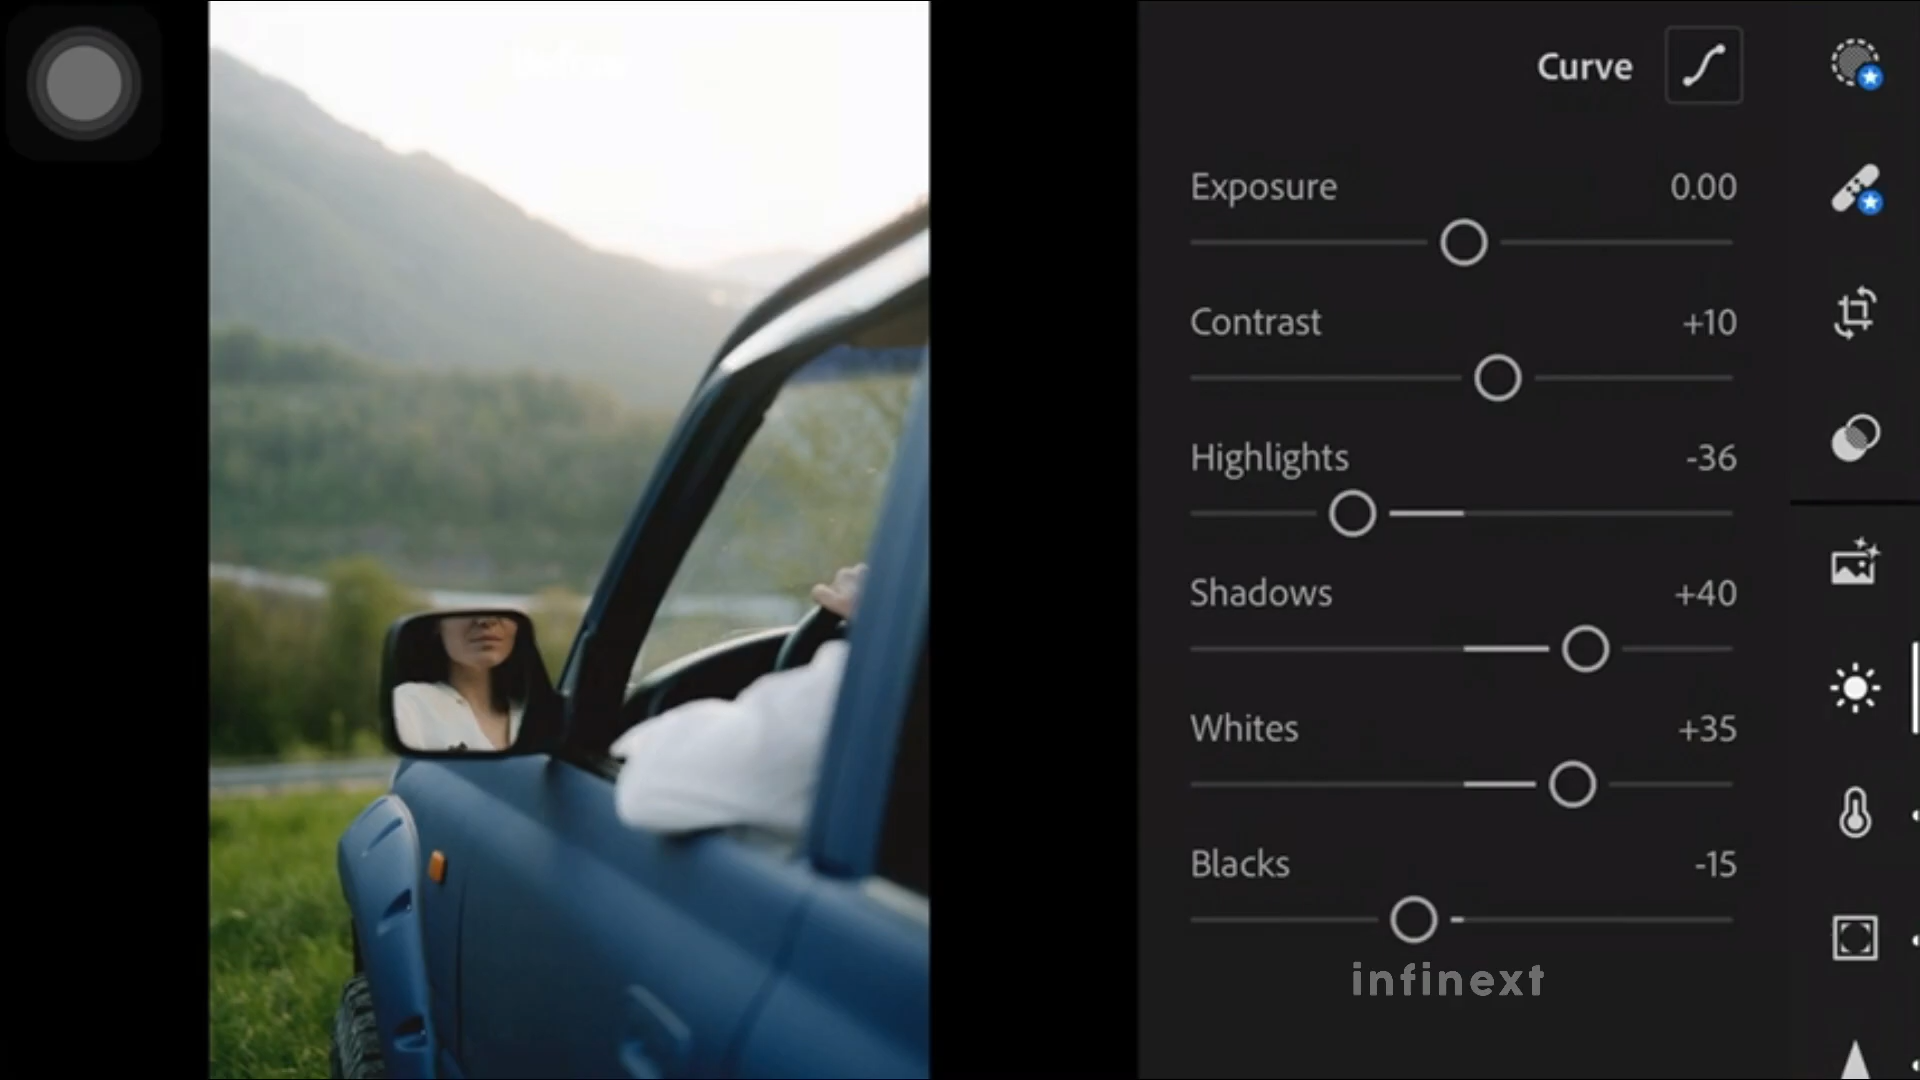 Curve
Exposure 0.00
Contrast +10
Highlights -36
Shadows +40
Whites +35
Blacks -15
infinext